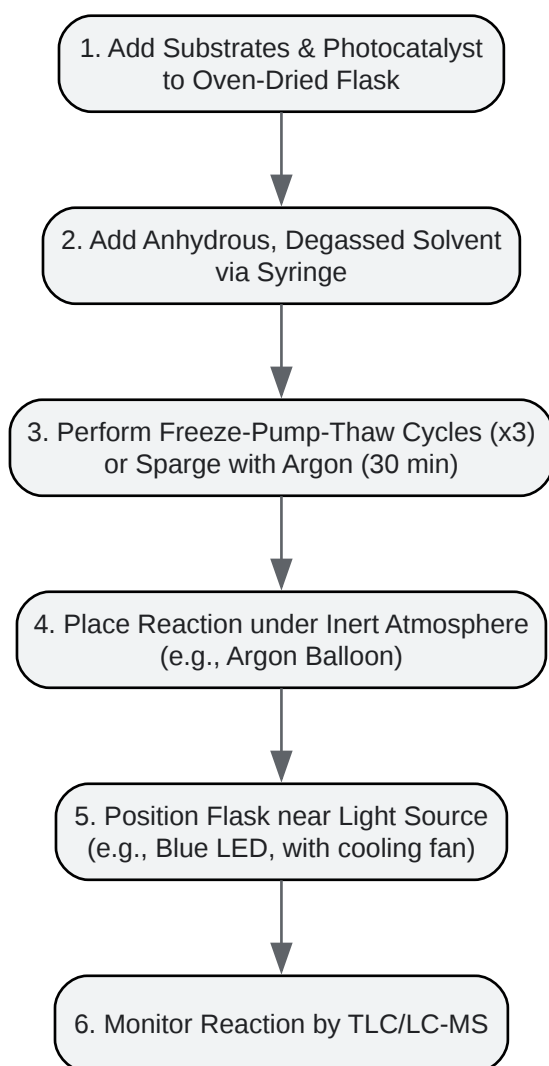 1. Add Substrates & Photocatalyst
to Oven-Dried Flask
2. Add Anhydrous, Degassed Solvent
via Syringe
3. Perform Freeze-Pump-Thaw Cycles (x3)
or Sparge with Argon (30 min)
4. Place Reaction under Inert Atmosphere
(e.g., Argon Balloon)
5. Position Flask near Light Source
(e.g., Blue LED, with cooling fan)
6. Monitor Reaction by TLC/LC-MS